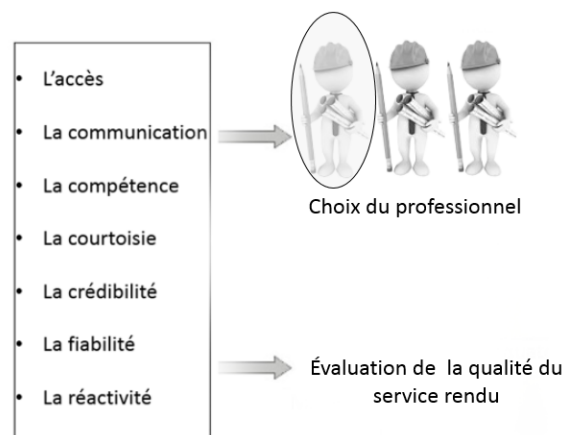 • L'accès
• La communication
• La compétence
• La courtoisie
• La crédibilité
• La fiabilité
• La réactivité
Choix du professionnel
Évaluation de la qualité du
service rendu